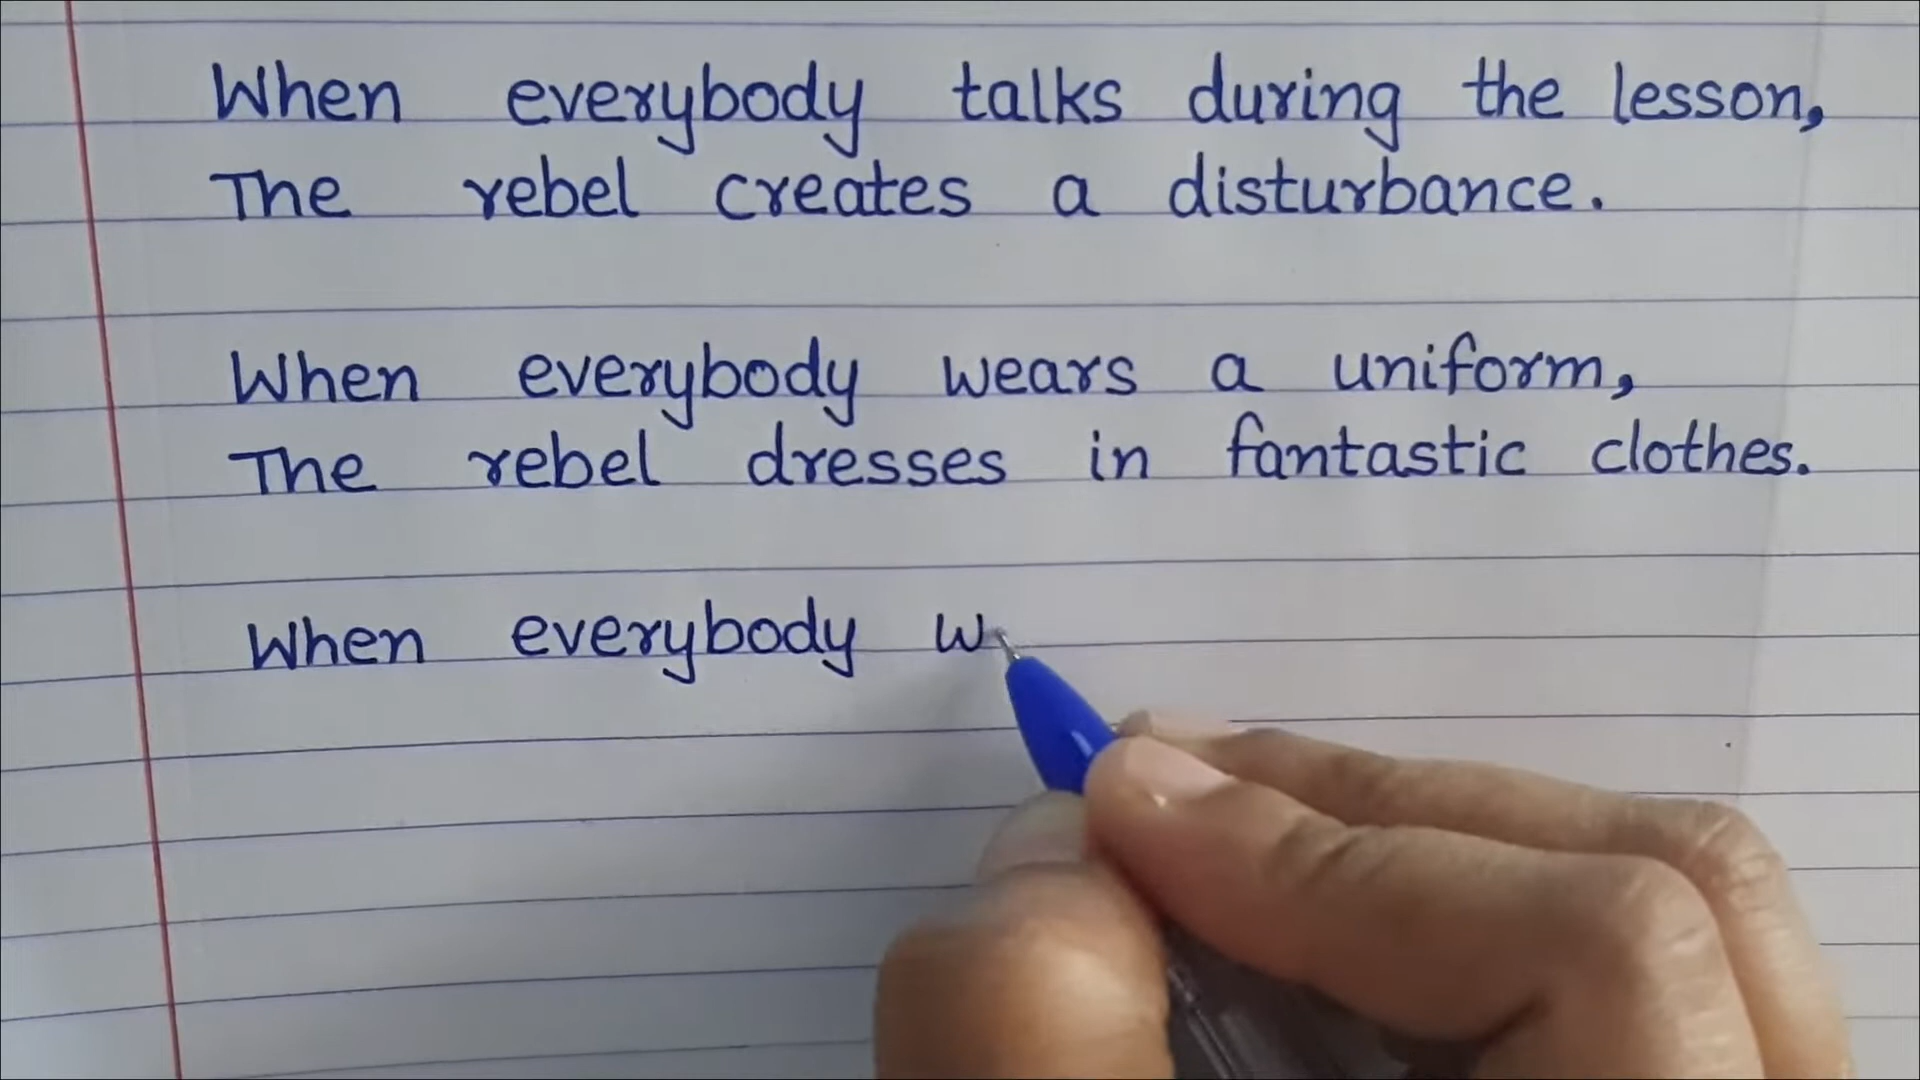 When everybody talks during the lesson,
The rebel creates a disturbance.
When everybody wears a uniform,
The rebel dresses in fantastic clothes.
When everybody w